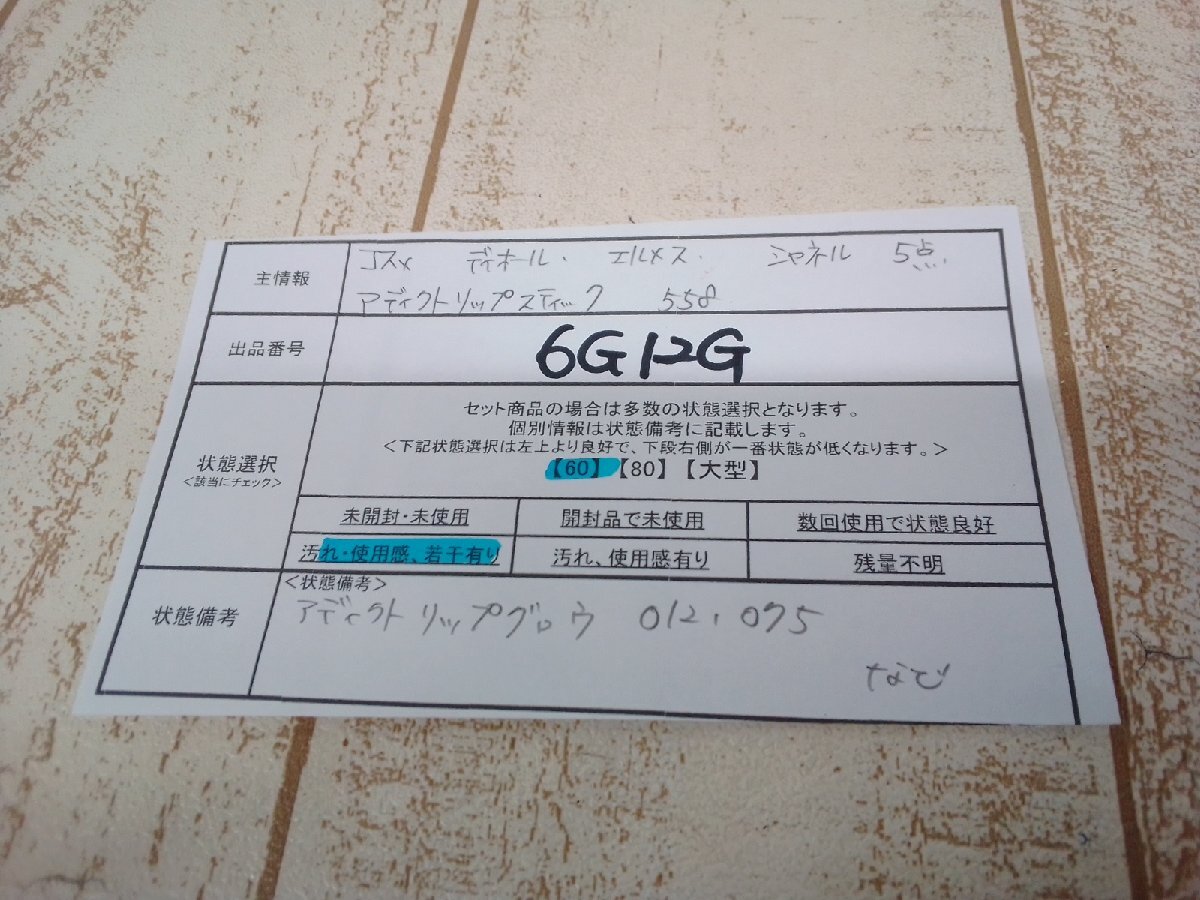 主情報
コスメ ディオール. エルメス. シャネル 5点
アディクトリップスティック 558
出品番号
6G12G
状態選択
<該当にチェック>
セット商品の場合は多数の状態選択となります。
個別情報は状態備考に記載します。
<下記状態選択は左上より良好で、下段右側が一番状態が低くなります。>
【60】【80】【大型】
未開封・未使用 開封品で未使用 数回使用で状態良好
汚れ・使用感、若干有り 汚れ、使用感有り 残量不明
状態備考
<状態備考>
アディクトリップグロウ 012, 075
など